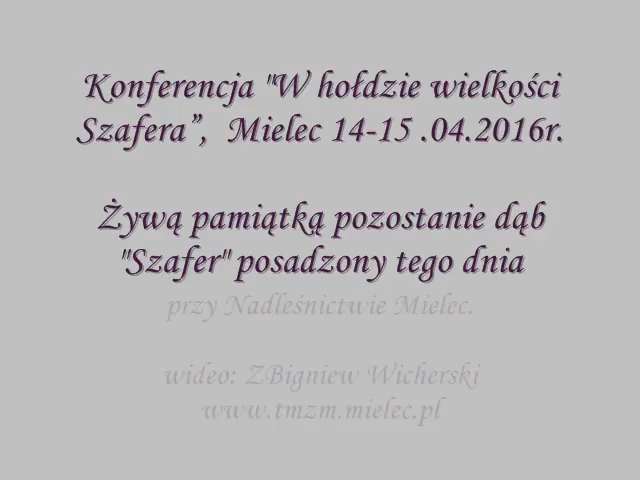 Konferencja "W hołdzie wielkości
Szafera”, Mielec 14-15 .04.2016r.
Żywą pamiątką pozostanie dąb
"Szafer" posadzony tego dnia
przy Nadleśnictwie Mielec.
wideo: ZBigniew Wicherski
www.tmzm.mielec.pl